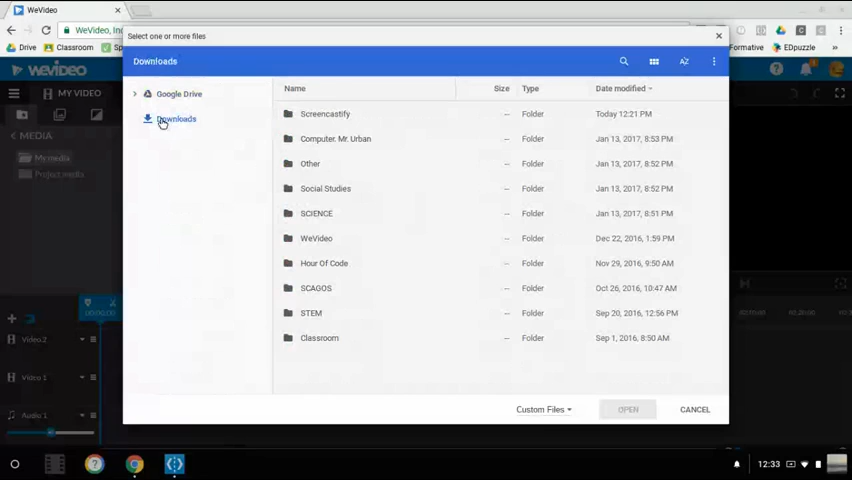 WeVideo
WeVideo, Inc
Drive
Classroom
Formative
EDpuzzle
WEVIDEO
MY VIDEO
MEDIA
My media
Project media
Video 2
Video 1
Audio 1
Select one or more files
Downloads
Google Drive
Downloads
Name Size Type Date modified
Screencastify -- Folder Today 12:21 PM
Computer. Mr. Urban -- Folder Jan 13, 2017, 8:53 PM
Other -- Folder Jan 13, 2017, 8:52 PM
Social Studies -- Folder Jan 13, 2017, 8:52 PM
SCIENCE -- Folder Jan 13, 2017, 8:51 PM
WeVideo -- Folder Dec 22, 2016, 1:59 PM
Hour Of Code -- Folder Nov 29, 2016, 9:50 AM
SCAGOS -- Folder Oct 26, 2016, 10:47 AM
STEM -- Folder Sep 20, 2016, 12:56 PM
Classroom -- Folder Sep 1, 2016, 8:50 AM
Custom Files OPEN CANCEL
12:33